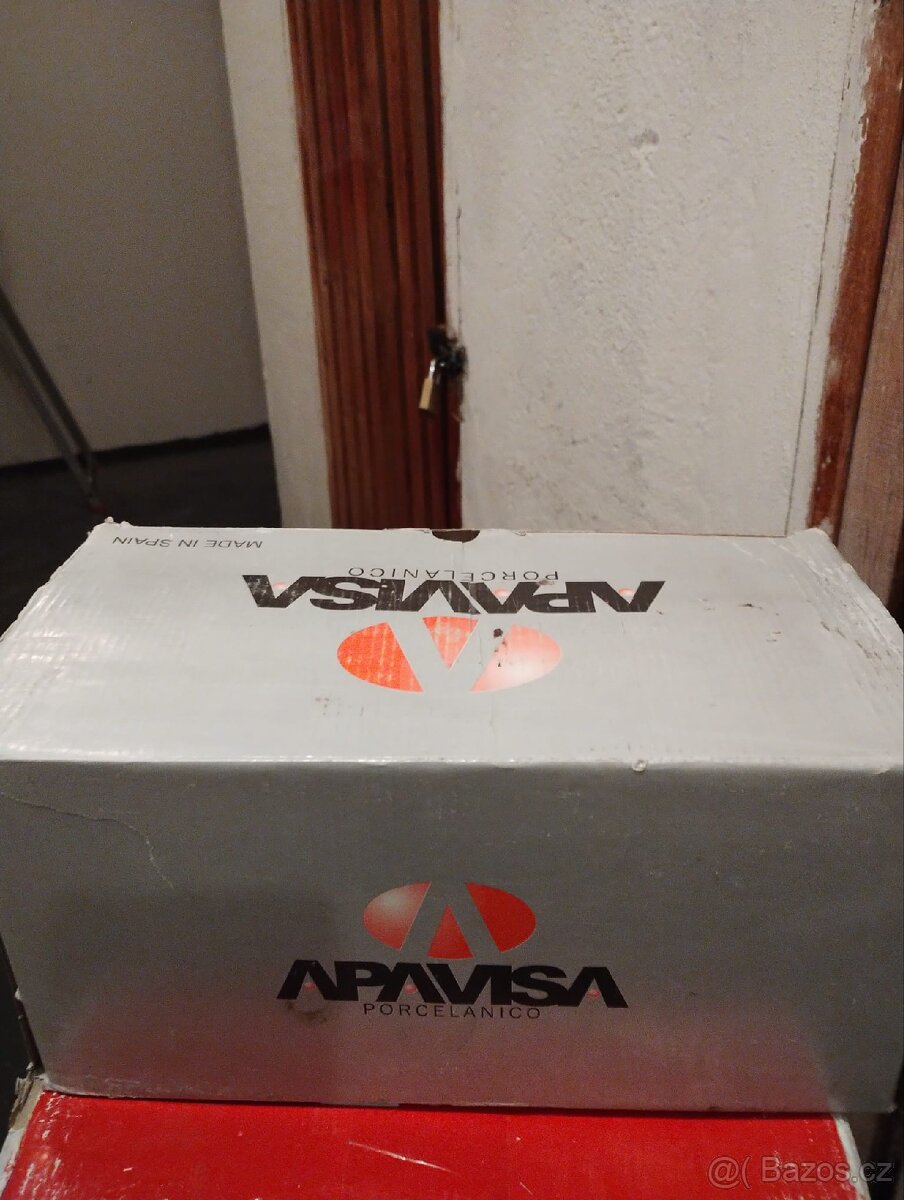 MADE IN SPAIN
PORCELANICO
APAVISA
APAVISA
PORCELANICO
@( Bazos.cz